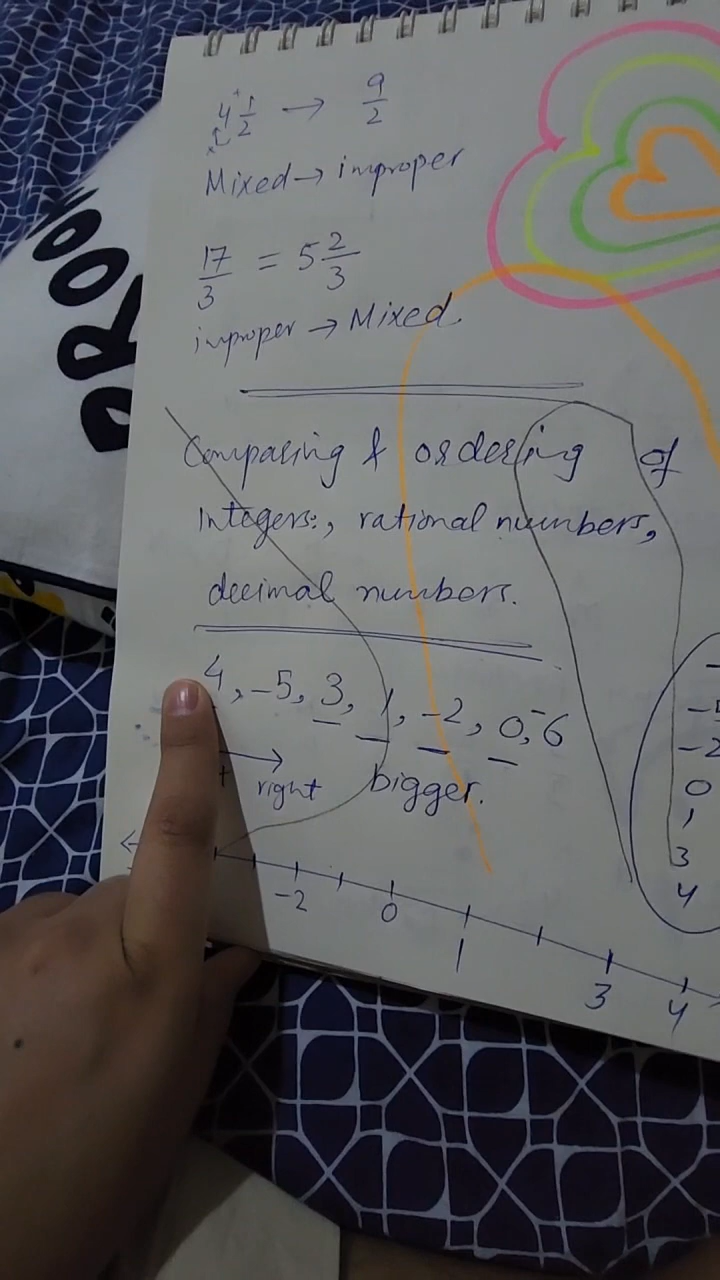 4 1/2 → 9/2
Mixed → improper
17/3 = 5 2/3
improper → Mixed.
Comparing & ordering of
Integers:, rational numbers,
decimal numbers.
4, -5, 3, 1, -2, 0, -6
→ right bigger.
-2 0 1 3 4
-2
0
1
3
4
PROO